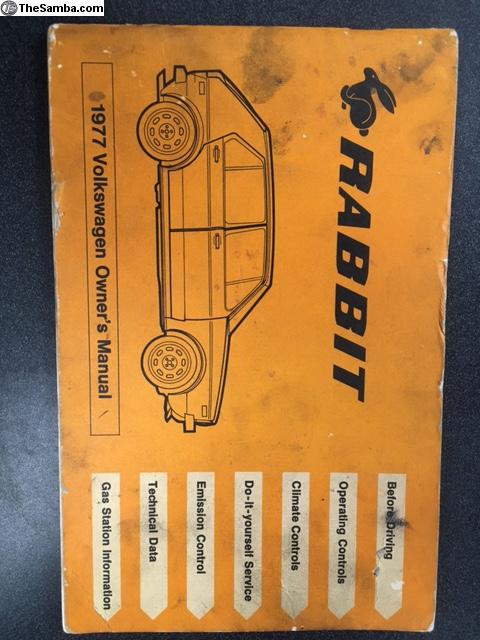 TheSamba.com
RABBIT
1977 Volkswagen Owner's Manual
Before Driving
Operating Controls
Climate Controls
Do-it-yourself Service
Emission Control
Technical Data
Gas Station Information